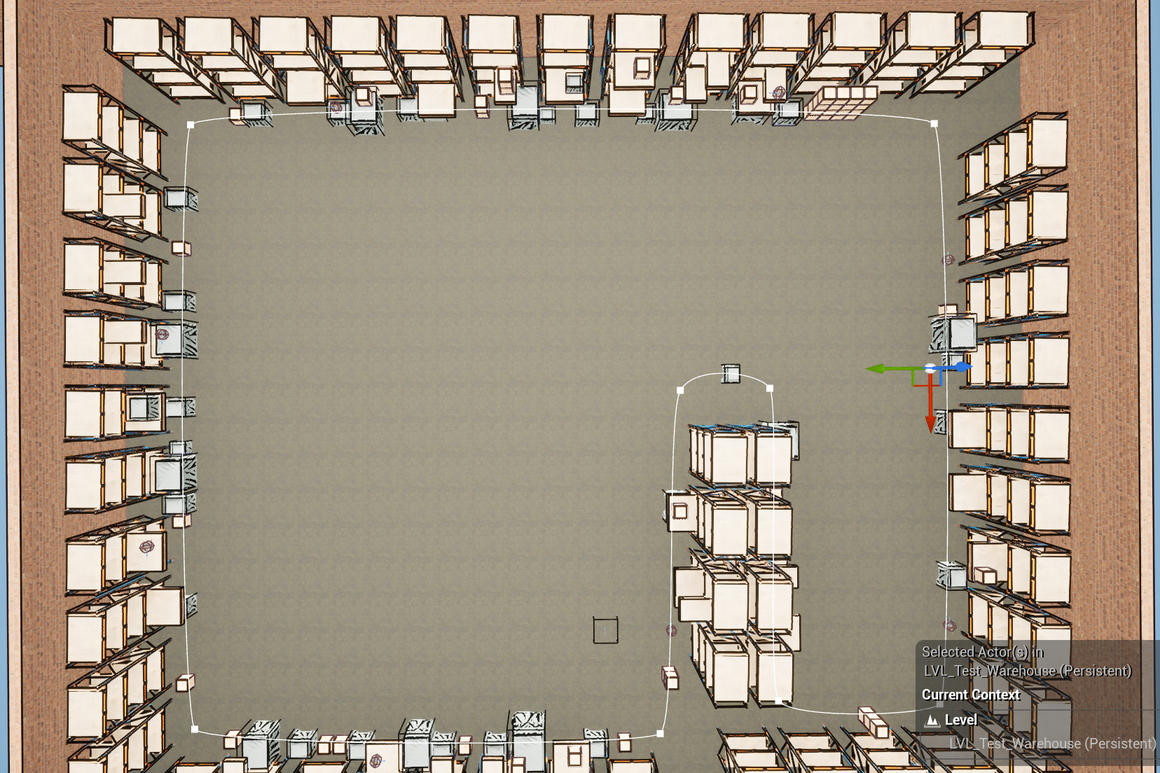 Selected Actor(s) in
LVL_Test_Warehouse (Persistent)
Current Context
Level
LVL_Test_Warehouse (Persistent)